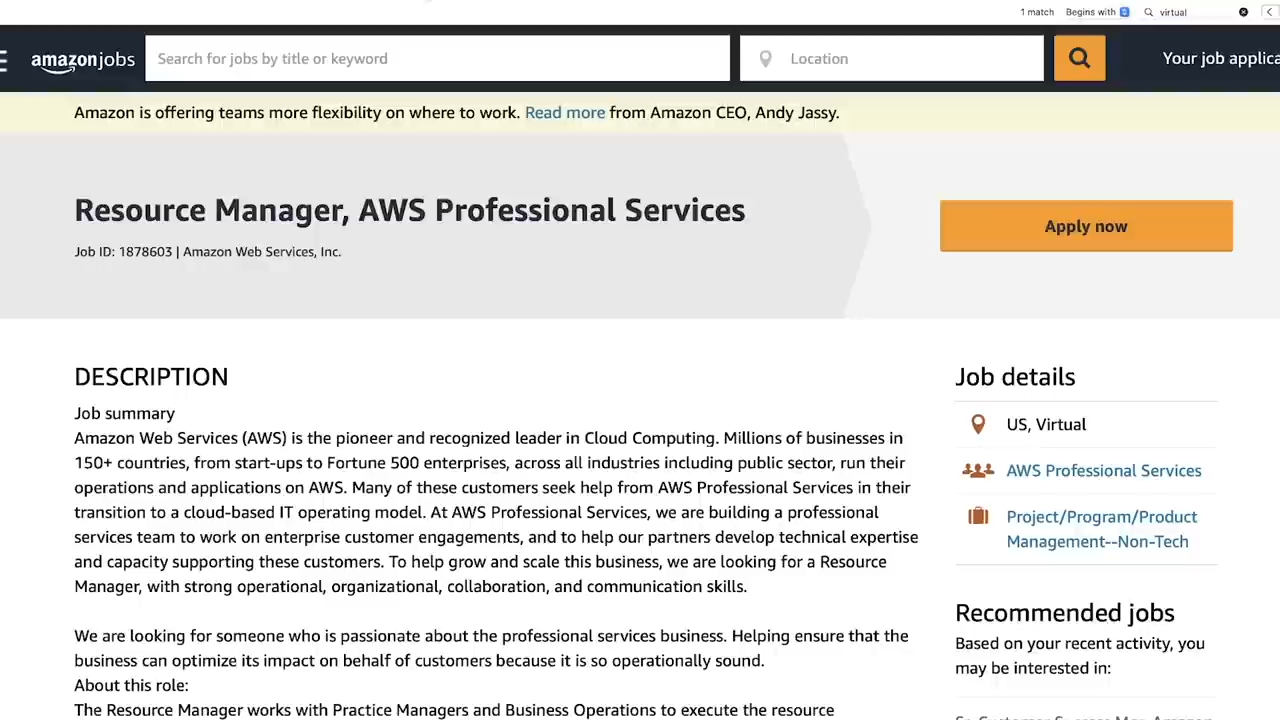 1 match Begins with virtual
amazonjobs Search for jobs by title or keyword Location Your job applica
Amazon is offering teams more flexibility on where to work. Read more from Amazon CEO, Andy Jassy.
Resource Manager, AWS Professional Services
Job ID: 1878603 | Amazon Web Services, Inc.
Apply now
DESCRIPTION
Job summary
Amazon Web Services (AWS) is the pioneer and recognized leader in Cloud Computing. Millions of businesses in
150+ countries, from start-ups to Fortune 500 enterprises, across all industries including public sector, run their
operations and applications on AWS. Many of these customers seek help from AWS Professional Services in their
transition to a cloud-based IT operating model. At AWS Professional Services, we are building a professional
services team to work on enterprise customer engagements, and to help our partners develop technical expertise
and capacity supporting these customers. To help grow and scale this business, we are looking for a Resource
Manager, with strong operational, organizational, collaboration, and communication skills.
We are looking for someone who is passionate about the professional services business. Helping ensure that the
business can optimize its impact on behalf of customers because it is so operationally sound.
About this role:
The Resource Manager works with Practice Managers and Business Operations to execute the resource
Job details
US, Virtual
AWS Professional Services
Project/Program/Product
Management--Non-Tech
Recommended jobs
Based on your recent activity, you
may be interested in: